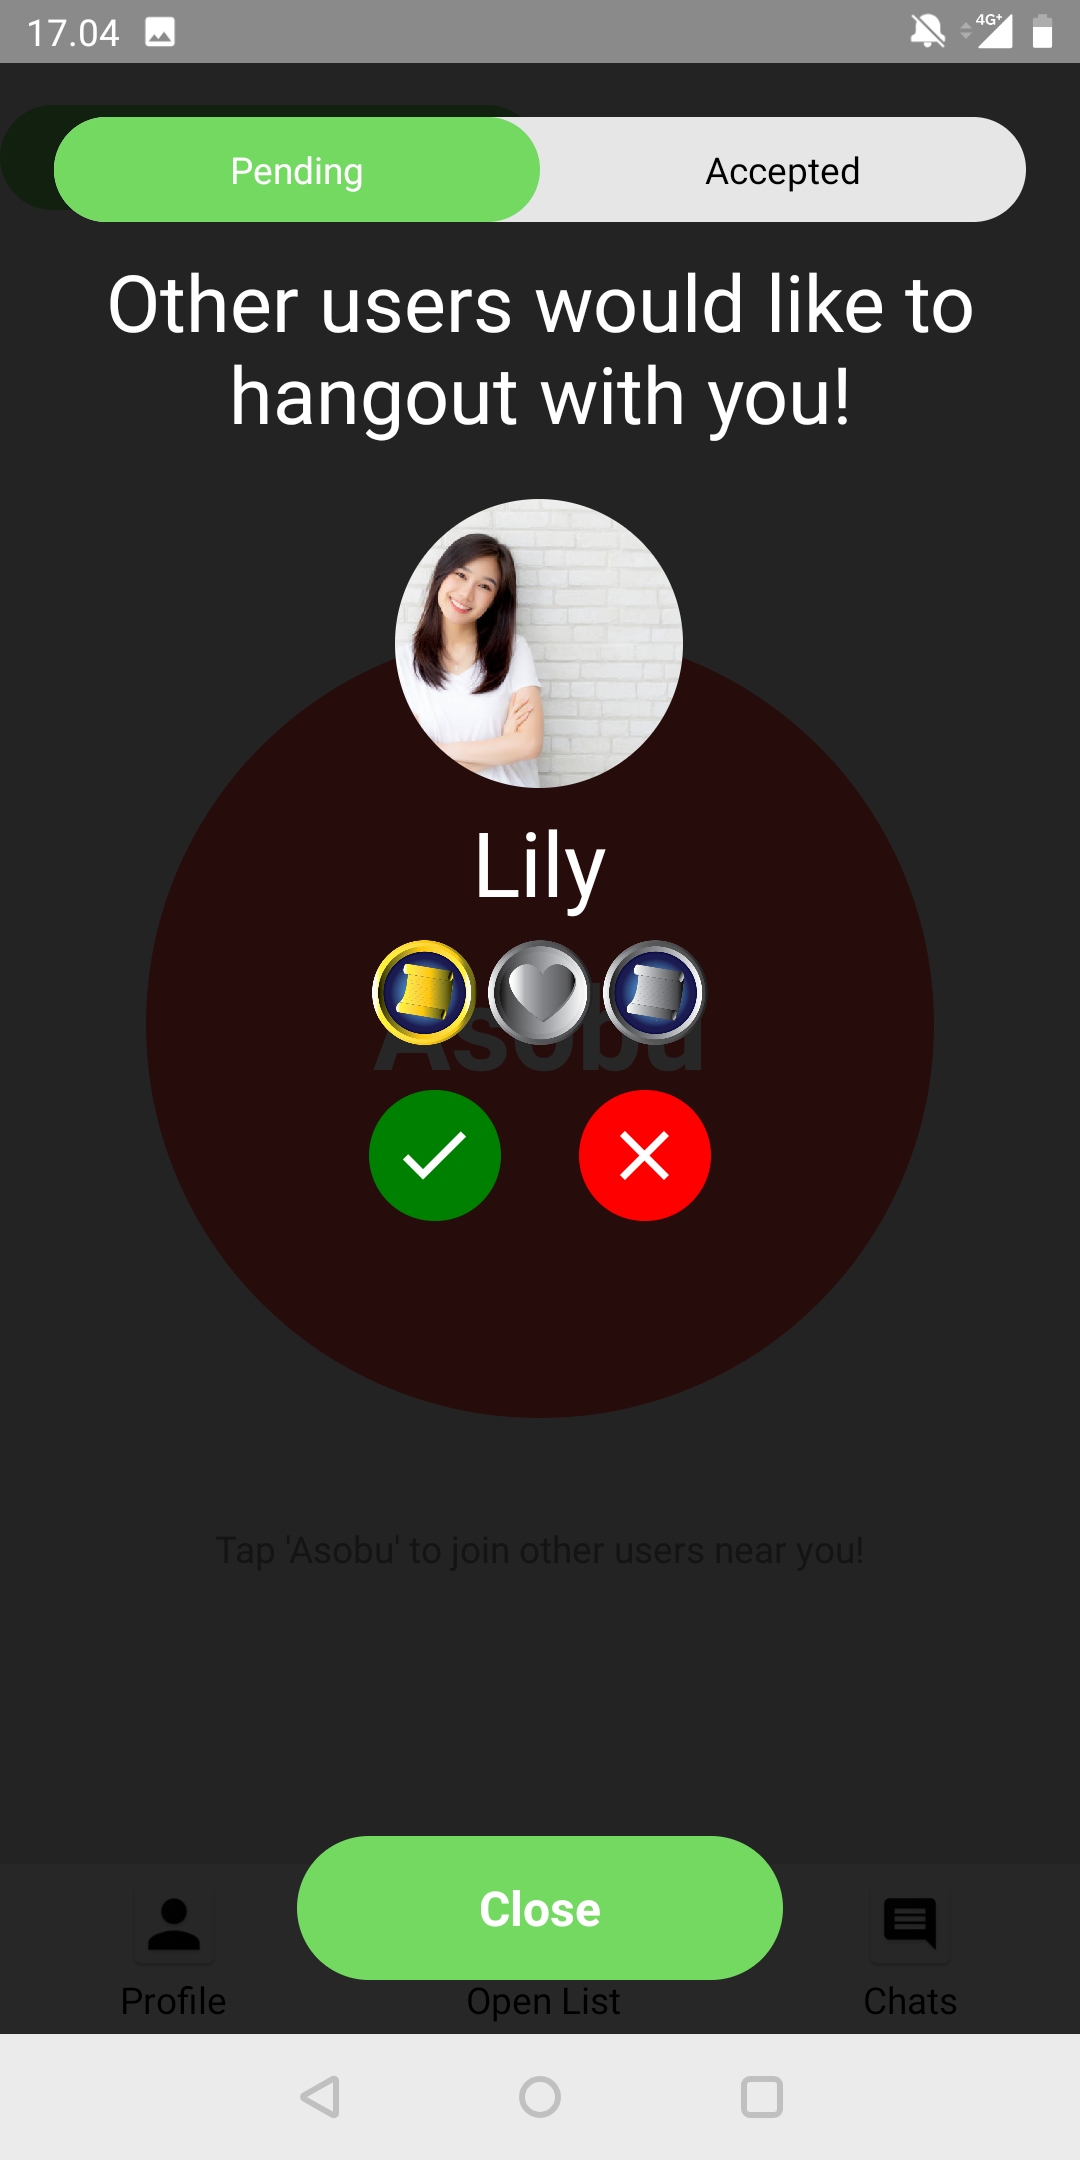 17.04
4G+
Pending
Accepted
Other users would like to
hangout with you!
Lily
Asobu
Tap 'Asobu' to join other users near you!
Close
Profile
Open List
Chats